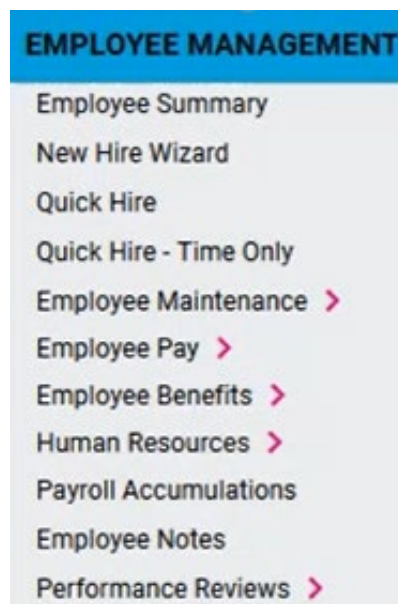 EMPLOYEE MANAGEMENT
Employee Summary
New Hire Wizard
Quick Hire
Quick Hire - Time Only
Employee Maintenance
Employee Pay
Employee Benefits
Human Resources
Payroll Accumulations
Employee Notes
Performance Reviews